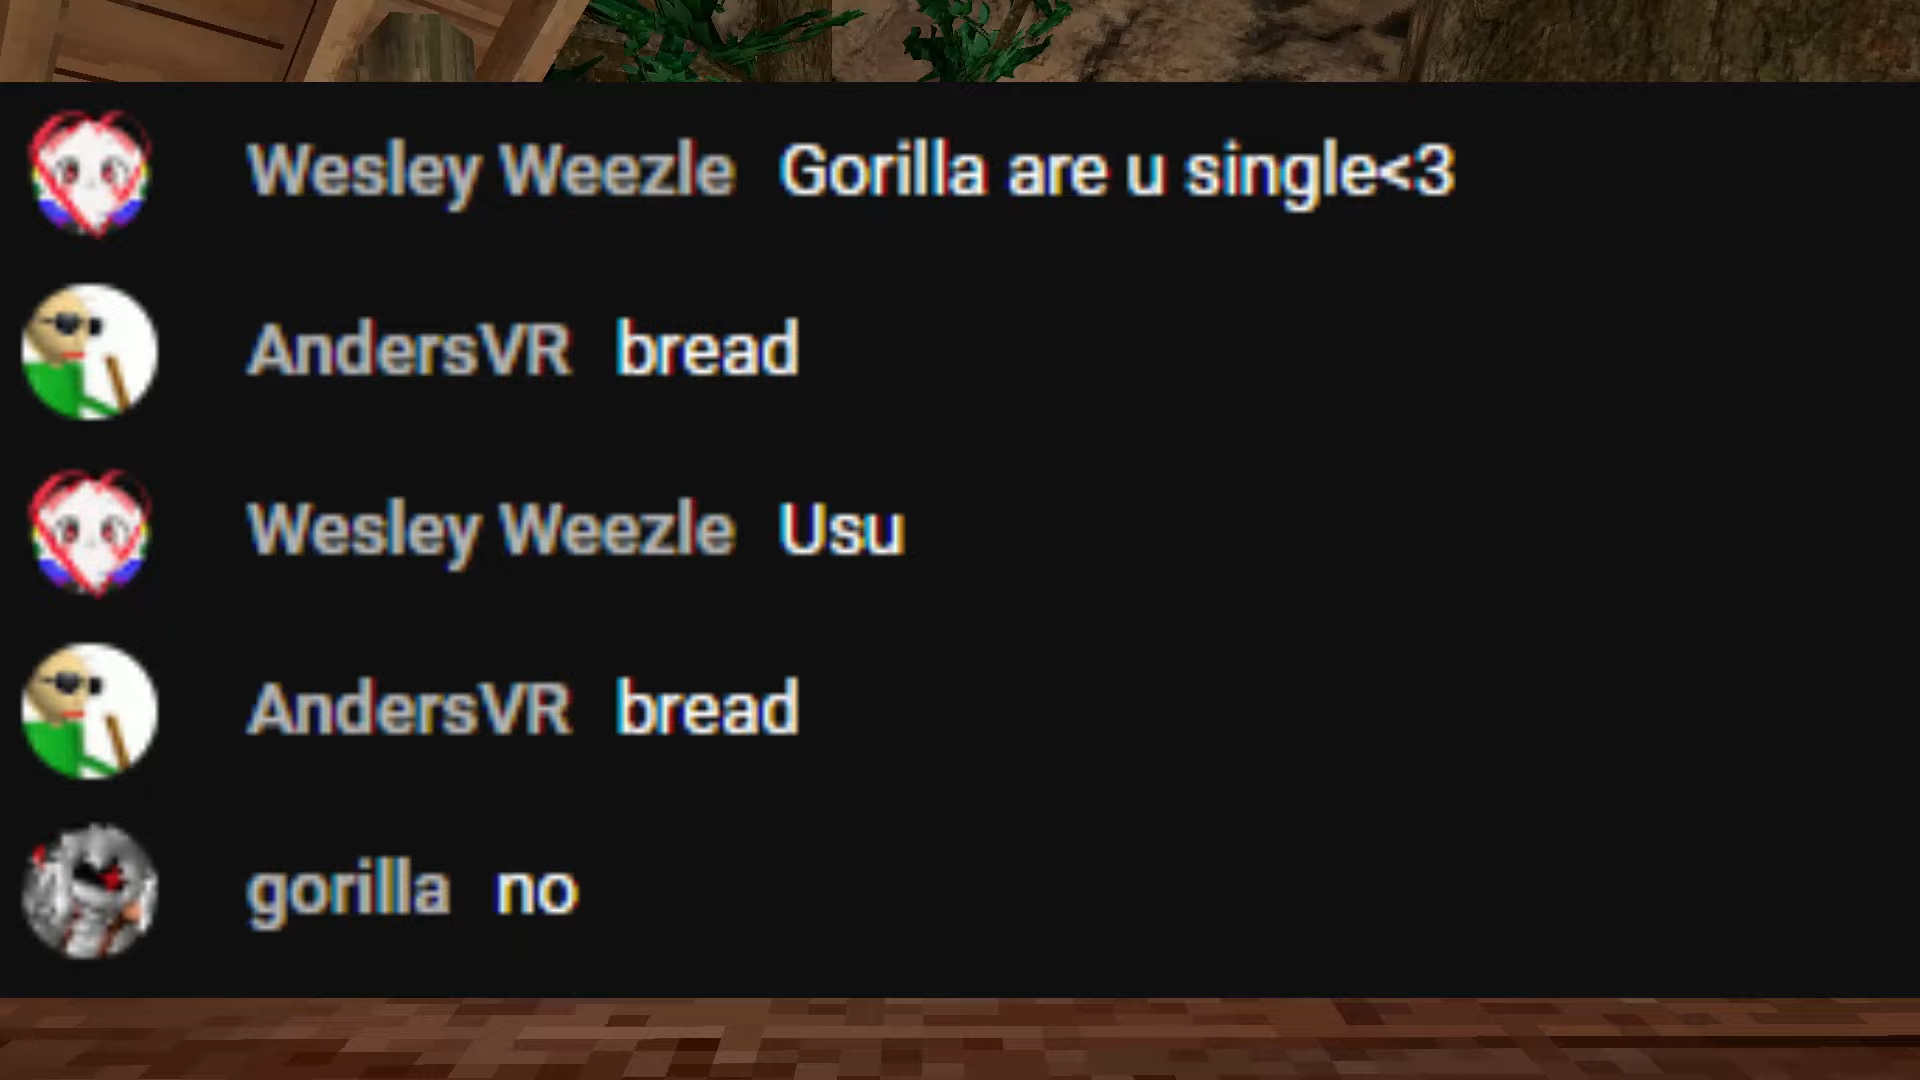 Wesley Weezle Gorilla are u single<3
AndersVR bread
Wesley Weezle Usu
AndersVR bread
gorilla no